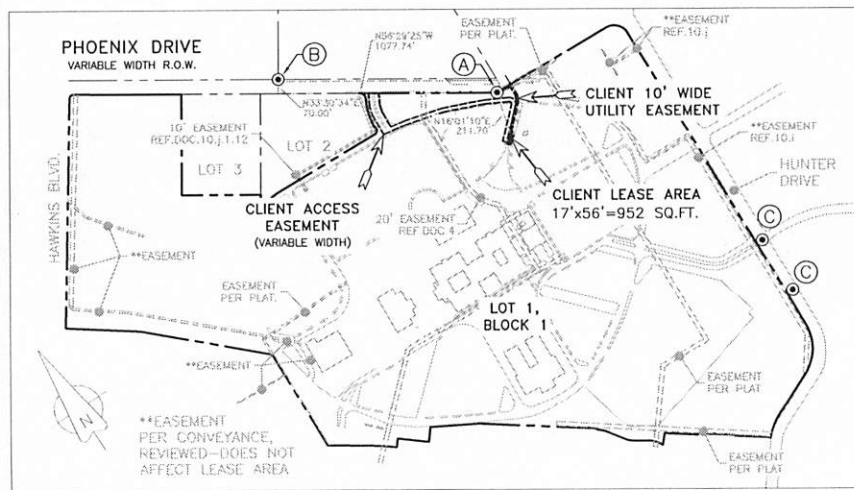 PHOENIX DRIVE
VARIABLE WIDTH R.O.W.
N56°29'25"W
1077.74'
B
EASEMENT
PER PLAT.
**EASEMENT
REF.10.j
A
CLIENT 10' WIDE
UTILITY EASEMENT
N33°30'34"E,
70.00'
N16°01'10"E,
211.70'
10' EASEMENT
REF.DOC.10.j.1.12
LOT 2
LOT 3
**EASEMENT
REF.10.i
HUNTER
DRIVE
HAWKINS BLVD.
CLIENT ACCESS
EASEMENT
(VARIABLE WIDTH)
CLIENT LEASE AREA
17'x56'=952 SQ.FT.
20' EASEMENT
REF DOC 4
C
C
**EASEMENT
EASEMENT
PER PLAT.
LOT 1,
BLOCK 1
**EASEMENT
EASEMENT
PER PLAT
N
**EASEMENT
PER CONVEYANCE,
REVIEWED-DOES NOT
AFFECT LEASE AREA
EASEMENT
PER PLAT